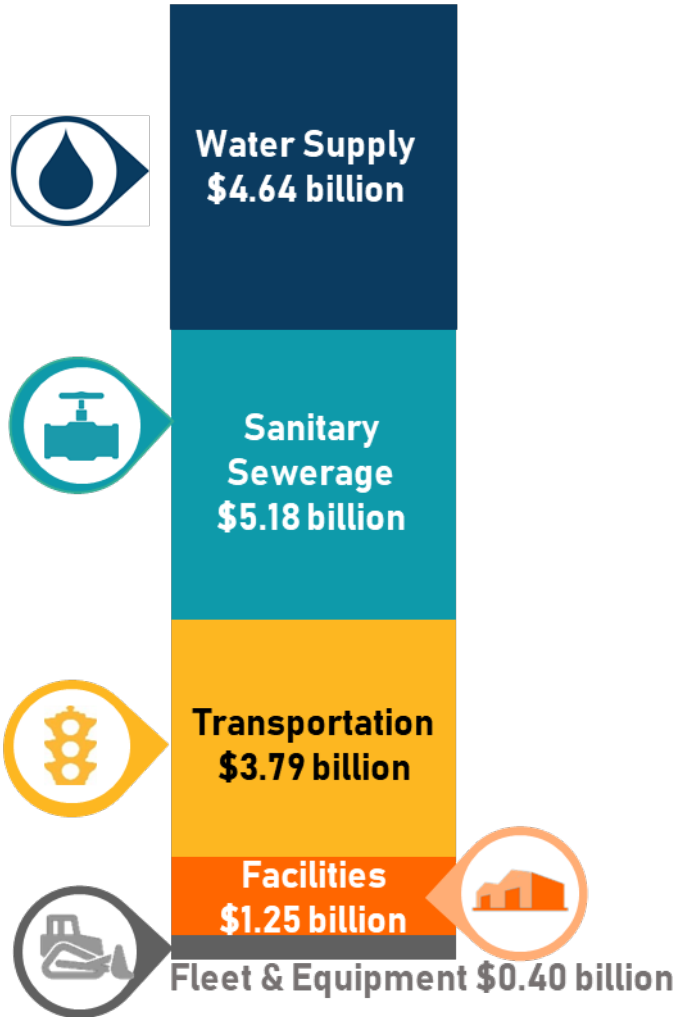 Water Supply
$4.64 billion
Sanitary
Sewerage
$5.18 billion
Transportation
$3.79 billion
Facilities
$1.25 billion
Fleet & Equipment $0.40 billion